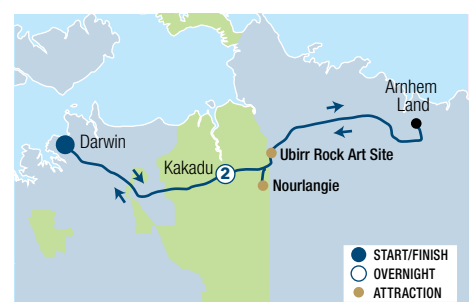 Arnhem
Land
Darwin
Ubirr Rock Art Site
Kakadu
2
Nourlangie
START/FINISH
OVERNIGHT
ATTRACTION